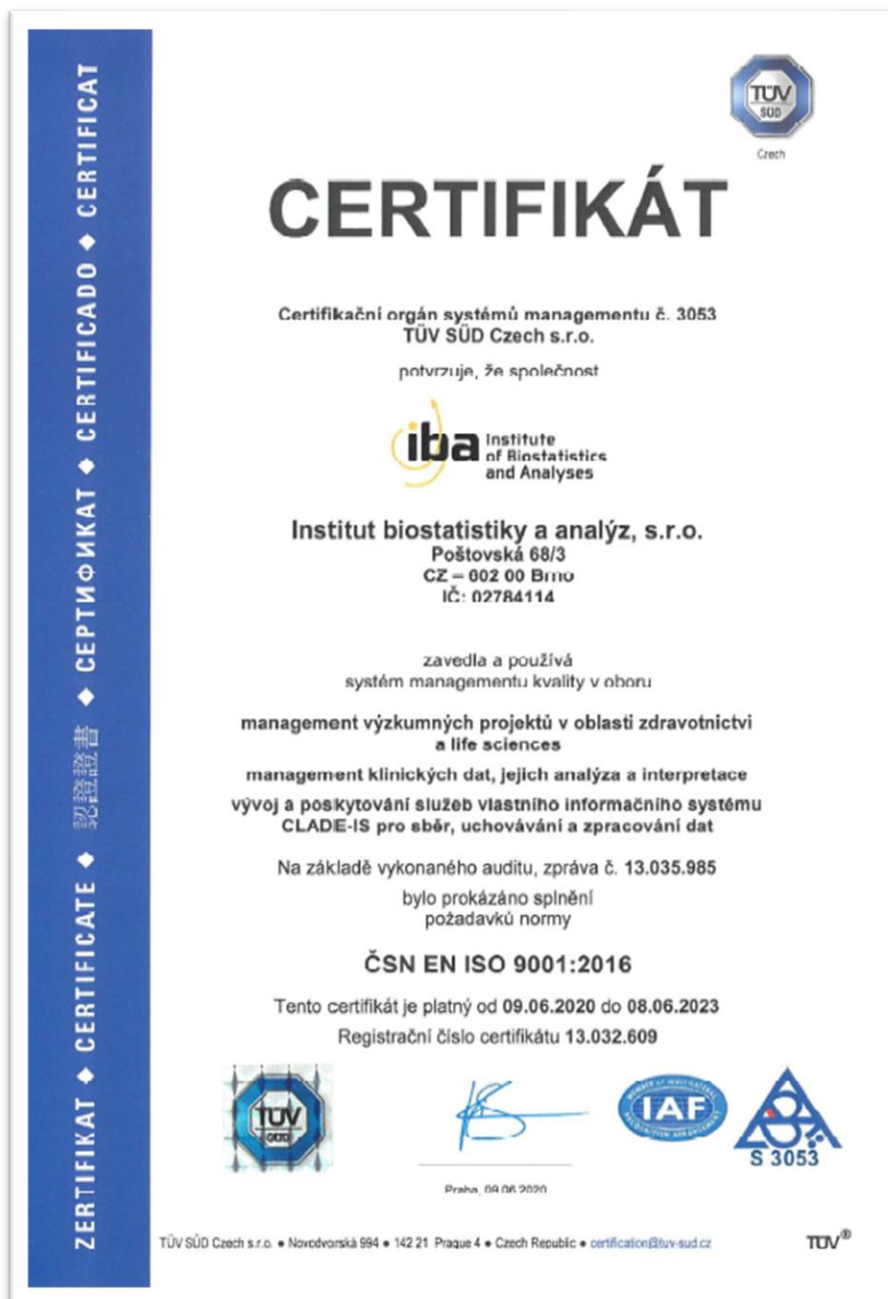 ZERTIFIKAT ◆ CERTIFICATE ◆ 認證證書 ◆ СЕРТИФИКАТ ◆ CERTIFICADO ◆ CERTIFICAT
TÜV
SÜD
Czech
CERTIFIKÁT
Certifikační orgán systémů managementu č. 3053
TÜV SÜD Czech s.r.o.
potvrzuje, že společnost
iba Institute
of Biostatistics
and Analyses
Institut biostatistiky a analýz, s.r.o.
Poštovská 68/3
CZ – 602 00 Brno
IČ: 02784114
zavedla a používá
systém managementu kvality v oboru
management výzkumných projektů v oblasti zdravotnictvi
a life sciences
management klinických dat, jejich analýza a interpretace
vývoj a poskytování služeb vlastního informačního systému
CLADE-IS pro sběr, uchovávání a zpracování dat
Na základě vykonaného auditu, zpráva č. 13.035.985
bylo prokázáno splnění
požadavků normy
ČSN EN ISO 9001:2016
Tento certifikát je platný od 09.06.2020 do 08.06.2023
Registrační číslo certifikátu 13.032.609
TÜV
SÜD
MEMBER OF MULTILATERAL
IAF
RECOGNITION ARRANGEMENT
S 3053
Praha, 09.06.2020
TÜV SÜD Czech s.r.o. ● Novodvorská 994 ● 142 21 Prague 4 ● Czech Republic ● certification@tuv-sud.cz
TÜV®